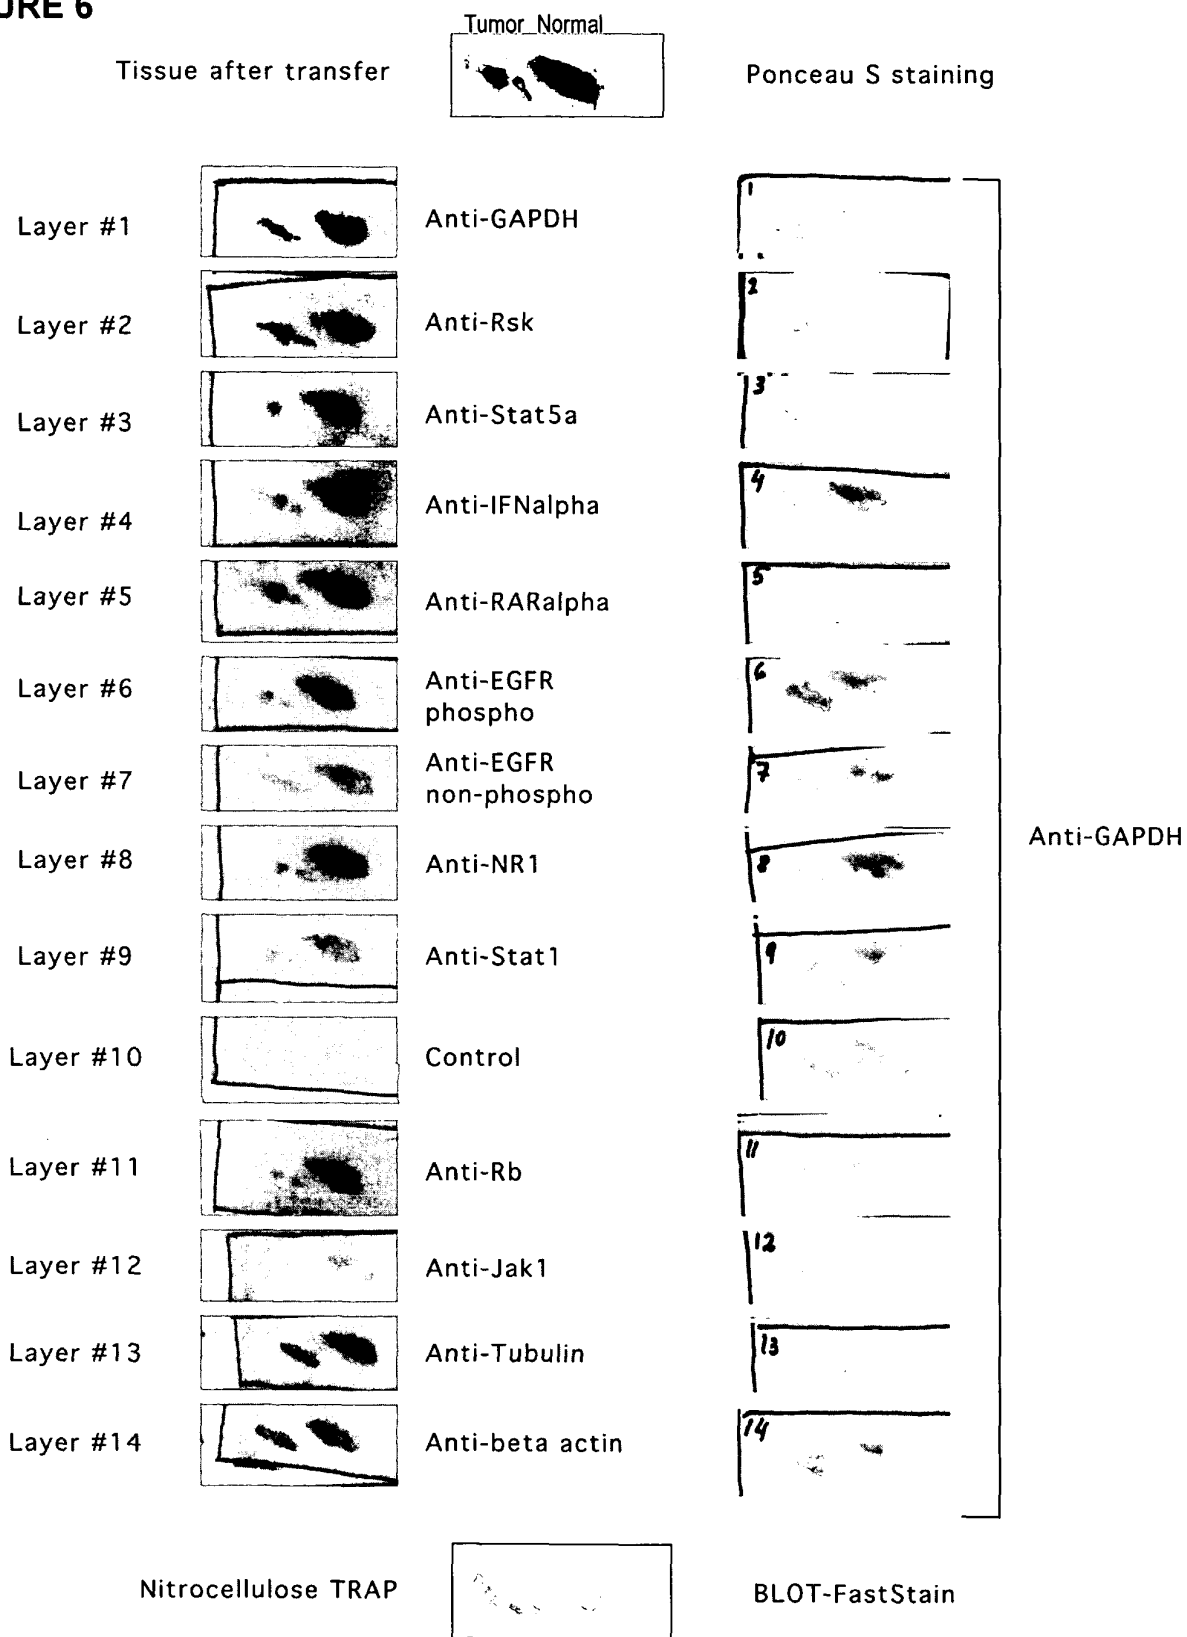 URE 6
Tumor Normal
Tissue after transfer
Ponceau S staining
Layer #1
Anti-GAPDH
1
Layer #2
Anti-Rsk
2
Layer #3
Anti-Stat5a
3
Layer #4
Anti-IFNalpha
4
Layer #5
Anti-RARalpha
5
Layer #6
Anti-EGFR
phospho
6
Layer #7
Anti-EGFR
non-phospho
7
Layer #8
Anti-NR1
8
Anti-GAPDH
Layer #9
Anti-Stat1
9
Layer #10
Control
10
Layer #11
Anti-Rb
11
Layer #12
Anti-Jak1
12
Layer #13
Anti-Tubulin
13
Layer #14
Anti-beta actin
14
Nitrocellulose TRAP
BLOT-FastStain